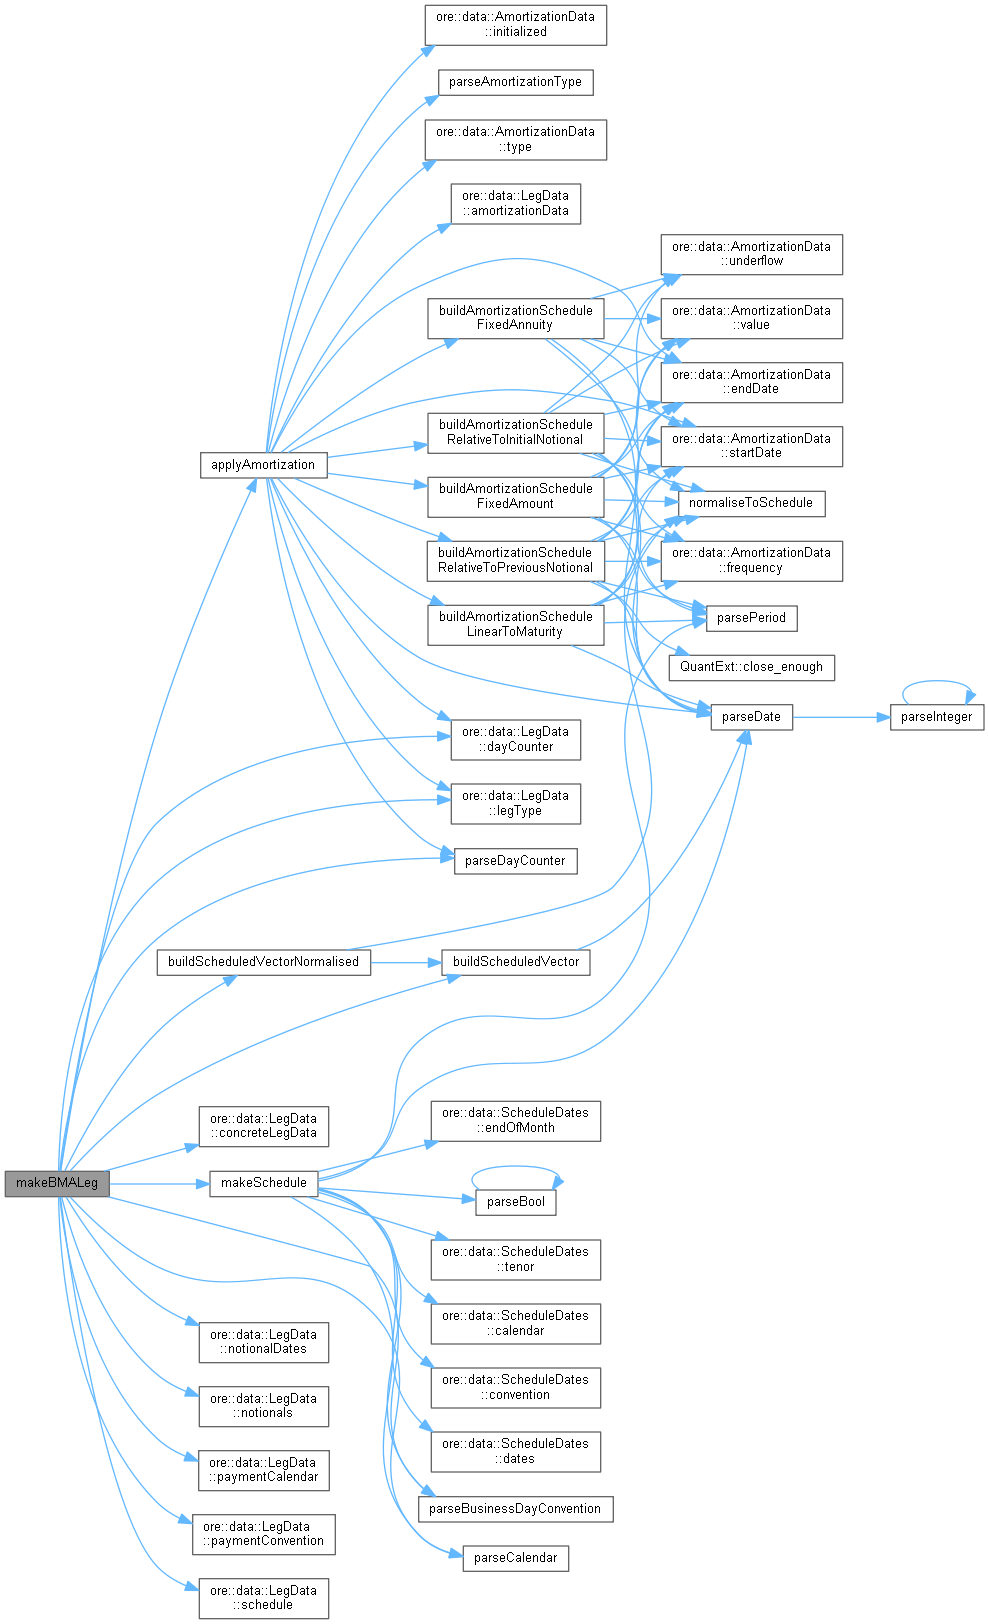 ore::data::AmortizationData
::initialized
parseAmortizationType
ore::data::AmortizationData
::type
ore::data::LegData
::amortizationData
ore::data::AmortizationData
::underflow
buildAmortizationSchedule
FixedAnnuity
ore::data::AmortizationData
::value
ore::data::AmortizationData
::endDate
buildAmortizationSchedule
RelativeToInitialNotional
ore::data::AmortizationData
::startDate
applyAmortization
buildAmortizationSchedule
FixedAmount
normaliseToSchedule
buildAmortizationSchedule
RelativeToPreviousNotional
ore::data::AmortizationData
::frequency
buildAmortizationSchedule
LinearToMaturity
parsePeriod
QuantExt::close_enough
parseDate
parseInteger
ore::data::LegData
::dayCounter
ore::data::LegData
::legType
parseDayCounter
buildScheduledVectorNormalised
buildScheduledVector
ore::data::LegData
::concreteLegData
ore::data::ScheduleDates
::endOfMonth
makeBMALeg
makeSchedule
parseBool
ore::data::ScheduleDates
::tenor
ore::data::ScheduleDates
::calendar
ore::data::LegData
::notionalDates
ore::data::ScheduleDates
::convention
ore::data::LegData
::notionals
ore::data::ScheduleDates
::dates
ore::data::LegData
::paymentCalendar
parseBusinessDayConvention
ore::data::LegData
::paymentConvention
parseCalendar
ore::data::LegData
::schedule